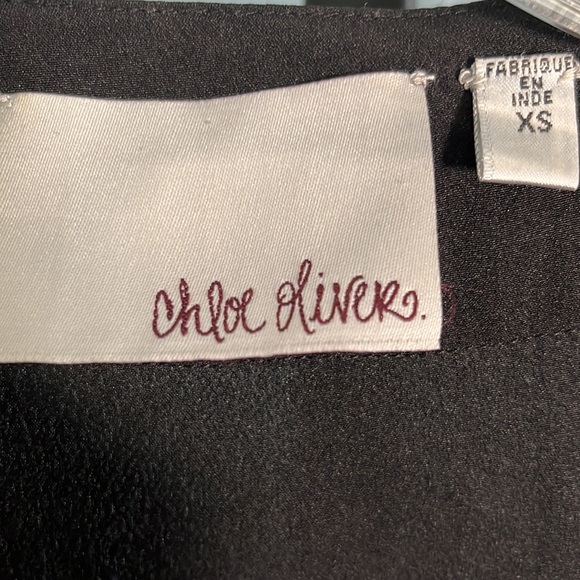 FABRIQUE
EN
INDE
XS
chloe oliver.